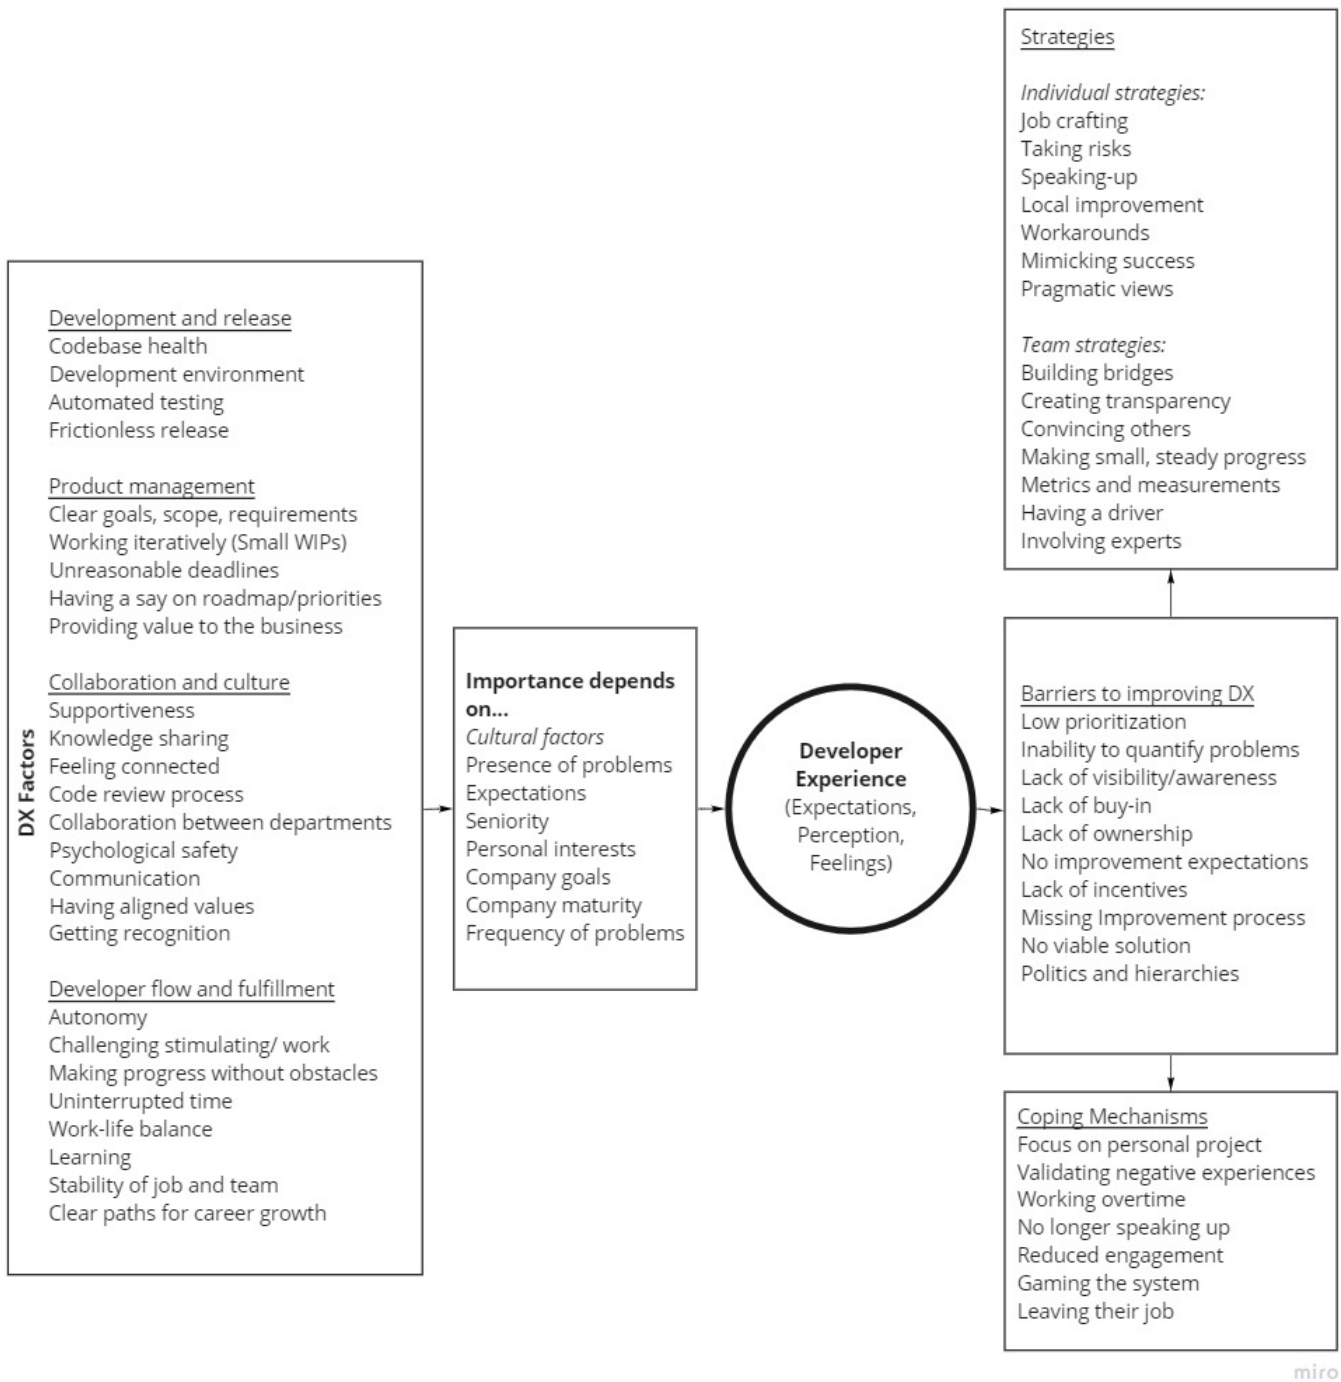 DX Factors
Development and release
Codebase health
Development environment
Automated testing
Frictionless release
Product management
Clear goals, scope, requirements
Working iteratively (Small WIPs)
Unreasonable deadlines
Having a say on roadmap/priorities
Providing value to the business
Collaboration and culture
Supportiveness
Knowledge sharing
Feeling connected
Code review process
Collaboration between departments
Psychological safety
Communication
Having aligned values
Getting recognition
Developer flow and fulfillment
Autonomy
Challenging stimulating/ work
Making progress without obstacles
Uninterrupted time
Work-life balance
Learning
Stability of job and team
Clear paths for career growth
Importance depends
on...
Cultural factors
Presence of problems
Expectations
Seniority
Personal interests
Company goals
Company maturity
Frequency of problems
Developer
Experience
(Expectations,
Perception,
Feelings)
Strategies
Individual strategies:
Job crafting
Taking risks
Speaking-up
Local improvement
Workarounds
Mimicking success
Pragmatic views
Team strategies:
Building bridges
Creating transparency
Convincing others
Making small, steady progress
Metrics and measurements
Having a driver
Involving experts
Barriers to improving DX
Low prioritization
Inability to quantify problems
Lack of visibility/awareness
Lack of buy-in
Lack of ownership
No improvement expectations
Lack of incentives
Missing Improvement process
No viable solution
Politics and hierarchies
Coping Mechanisms
Focus on personal project
Validating negative experiences
Working overtime
No longer speaking up
Reduced engagement
Gaming the system
Leaving their job
miro